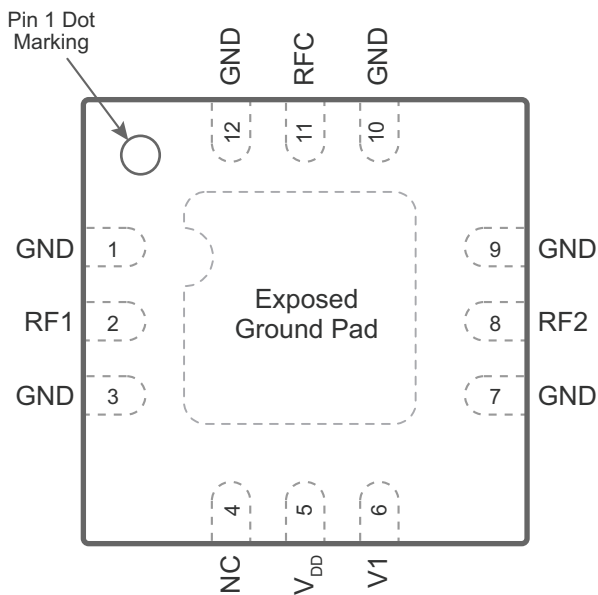 Pin 1 Dot
Marking
GND
RFC
GND
12
11
10
GND
1
9
GND
RF1
2
Exposed
Ground Pad
8
RF2
GND
3
7
GND
4
5
6
NC
VDD
V1